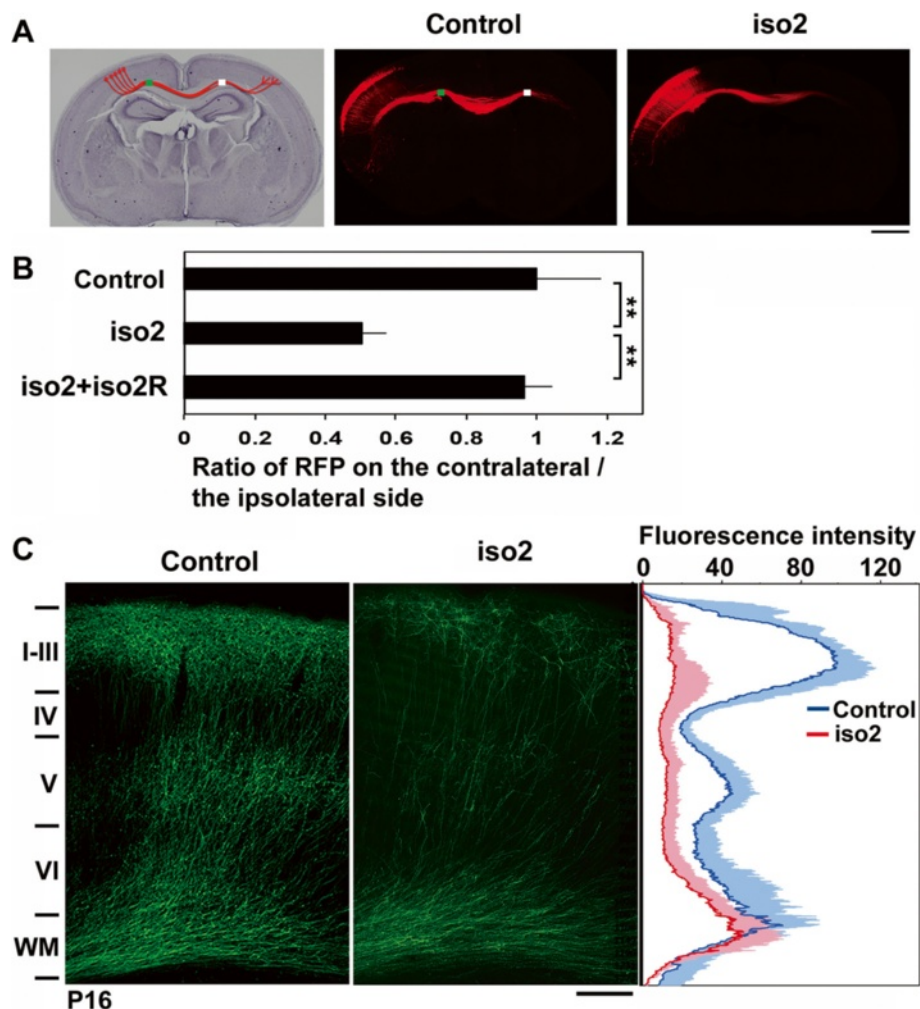 A
Control
iso2
B
Control
iso2
iso2+iso2R
**
**
0 0.2 0.4 0.6 0.8 1 1.2
Ratio of RFP on the contralateral /
the ipsolateral side
C
Control
iso2
Fluorescence intensity
0 40 80 120
I-III
IV
V
VI
WM
Control
iso2
P16